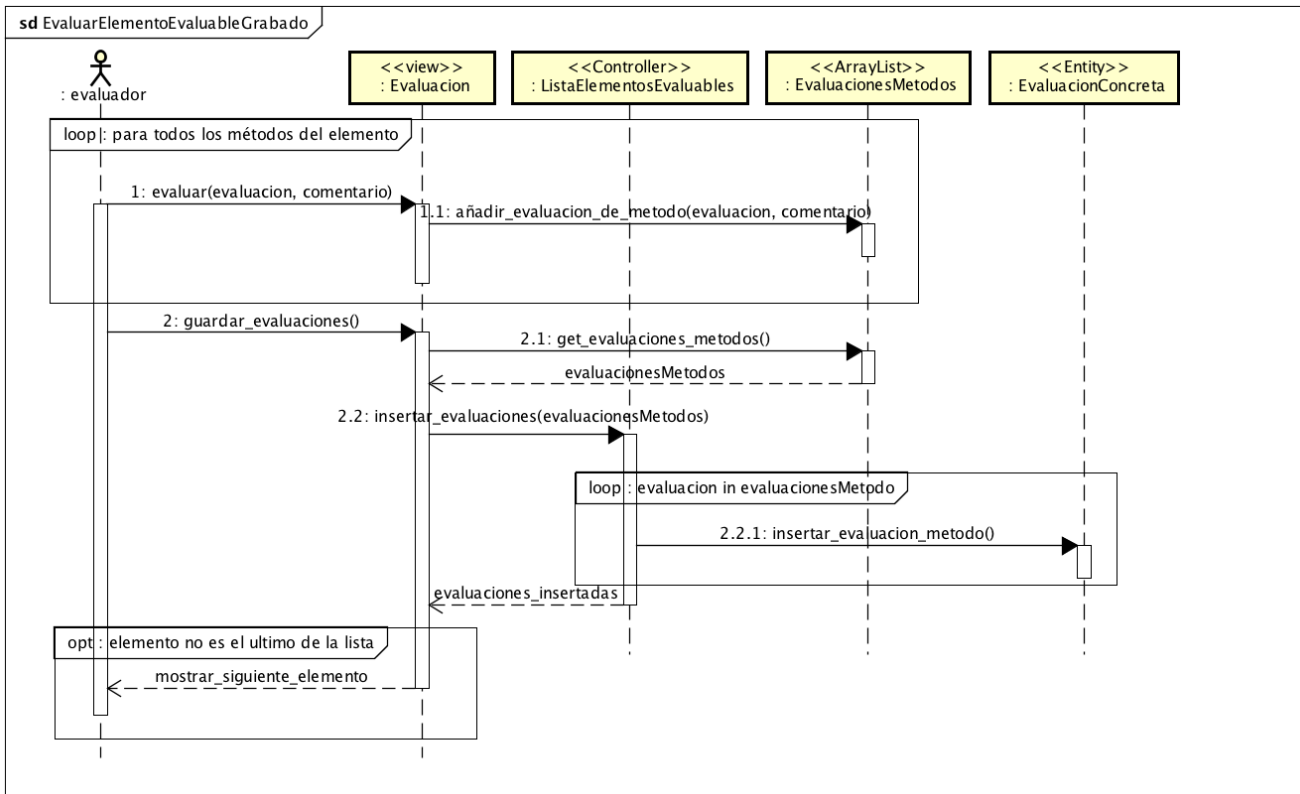 sd EvaluarElementoEvaluableGrabado
: evaluador
<<view>>
: Evaluacion
<<Controller>>
: ListaElementosEvaluables
<<ArrayList>>
: EvaluacionesMetodos
<<Entity>>
: EvaluacionConcreta
loop : para todos los métodos del elemento
1: evaluar(evaluacion, comentario)
1.1: añadir_evaluacion_de_metodo(evaluacion, comentario)
2: guardar_evaluaciones()
2.1: get_evaluaciones_metodos()
evaluacionesMetodos
2.2: insertar_evaluaciones(evaluacionesMetodos)
loop : evaluacion in evaluacionesMetodo
2.2.1: insertar_evaluacion_metodo()
evaluaciones_insertadas
opt : elemento no es el ultimo de la lista
mostrar_siguiente_elemento